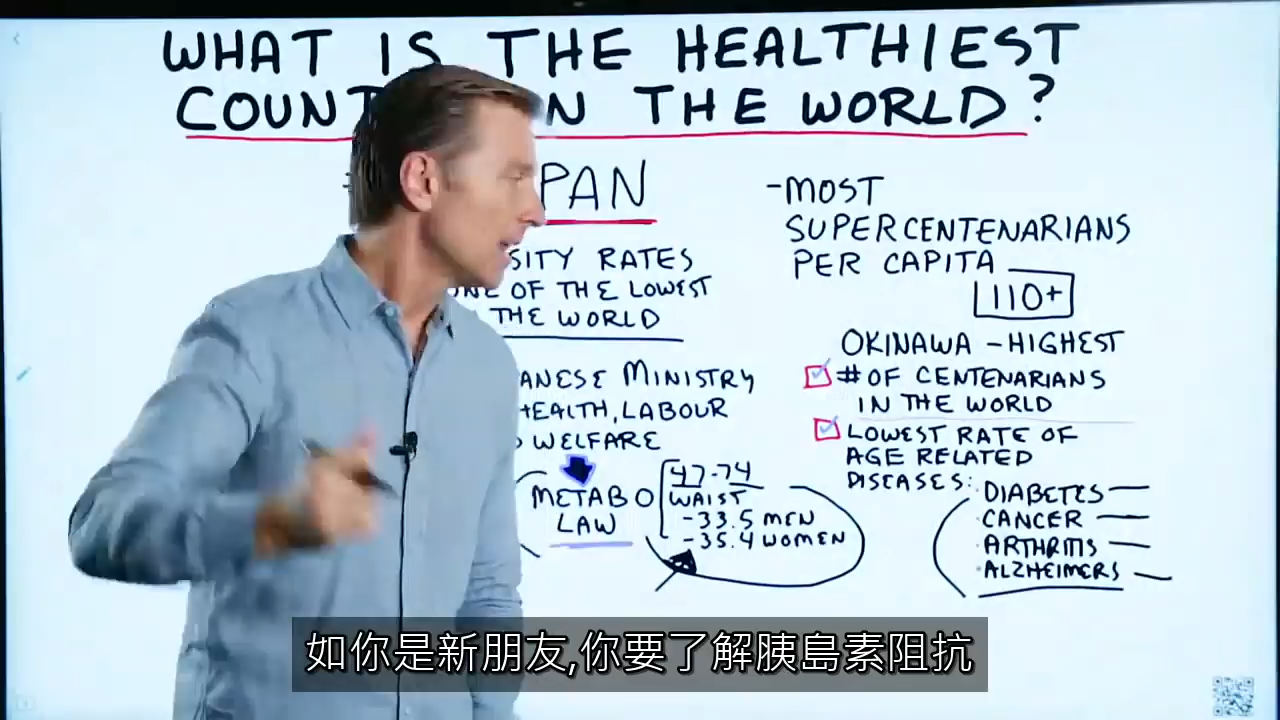 WHAT IS THE HEALTHIEST
COUNT N THE WORLD?
PAN
SITY RATES
OF THE LOWEST
THE WORLD
ANESE MINISTRY
HEALTH, LABOUR
WELFARE
METABO
LAW
47-74
WAIST
-33.5 MEN
-35.4 WOMEN
-MOST
SUPERCENTENARIANS
PER CAPITA
110+
OKINAWA -HIGHEST
# OF CENTENARIANS
IN THE WORLD
LOWEST RATE OF
AGE RELATED
DISEASES:
DIABETES
CANCER
ARTHRITIS
ALZHEIMERS
如你是新朋友,你要了解胰島素阻抗